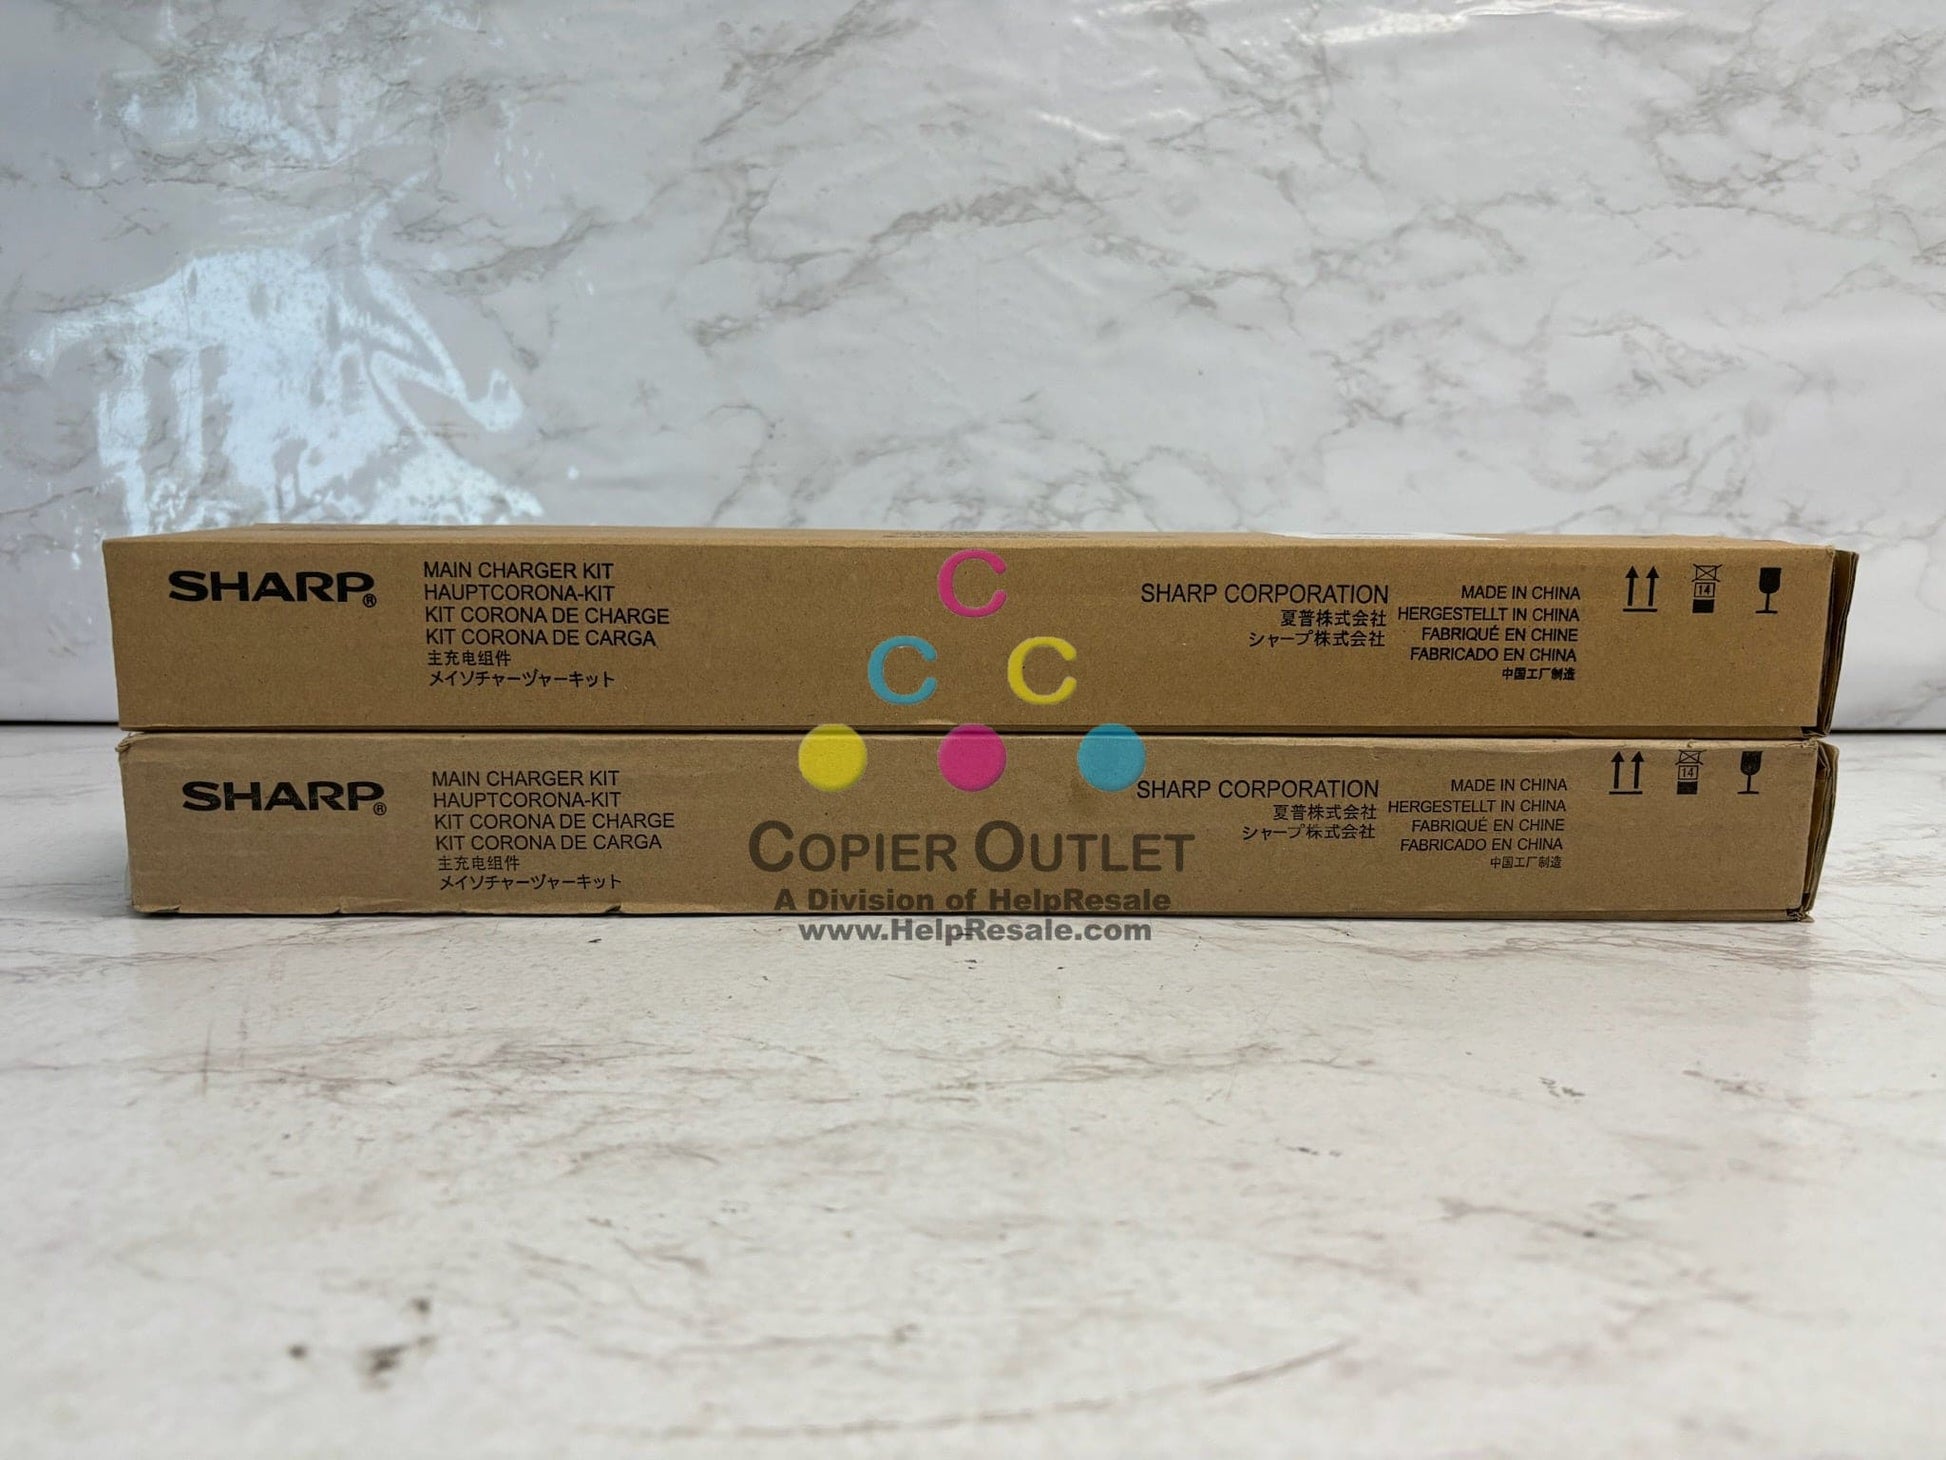 SHARP®
MAIN CHARGER KIT
HAUPTCORONA-KIT
KIT CORONA DE CHARGE
KIT CORONA DE CARGA
主充电组件
メイソチャーヅャーキット
SHARP CORPORATION
夏普株式会社
シャープ株式会社
MADE IN CHINA
HERGESTELLT IN CHINA
FABRIQUÉ EN CHINE
FABRICADO EN CHINA
中国工厂制造
14
SHARP®
MAIN CHARGER KIT
HAUPTCORONA-KIT
KIT CORONA DE CHARGE
KIT CORONA DE CARGA
主充电组件
メイソチャーヅャーキット
SHARP CORPORATION
夏普株式会社
シャープ株式会社
MADE IN CHINA
HERGESTELLT IN CHINA
FABRIQUÉ EN CHINE
FABRICADO EN CHINA
中国工厂制造
14
C
C C
COPIER OUTLET
A Division of HelpResale
www.HelpResale.com